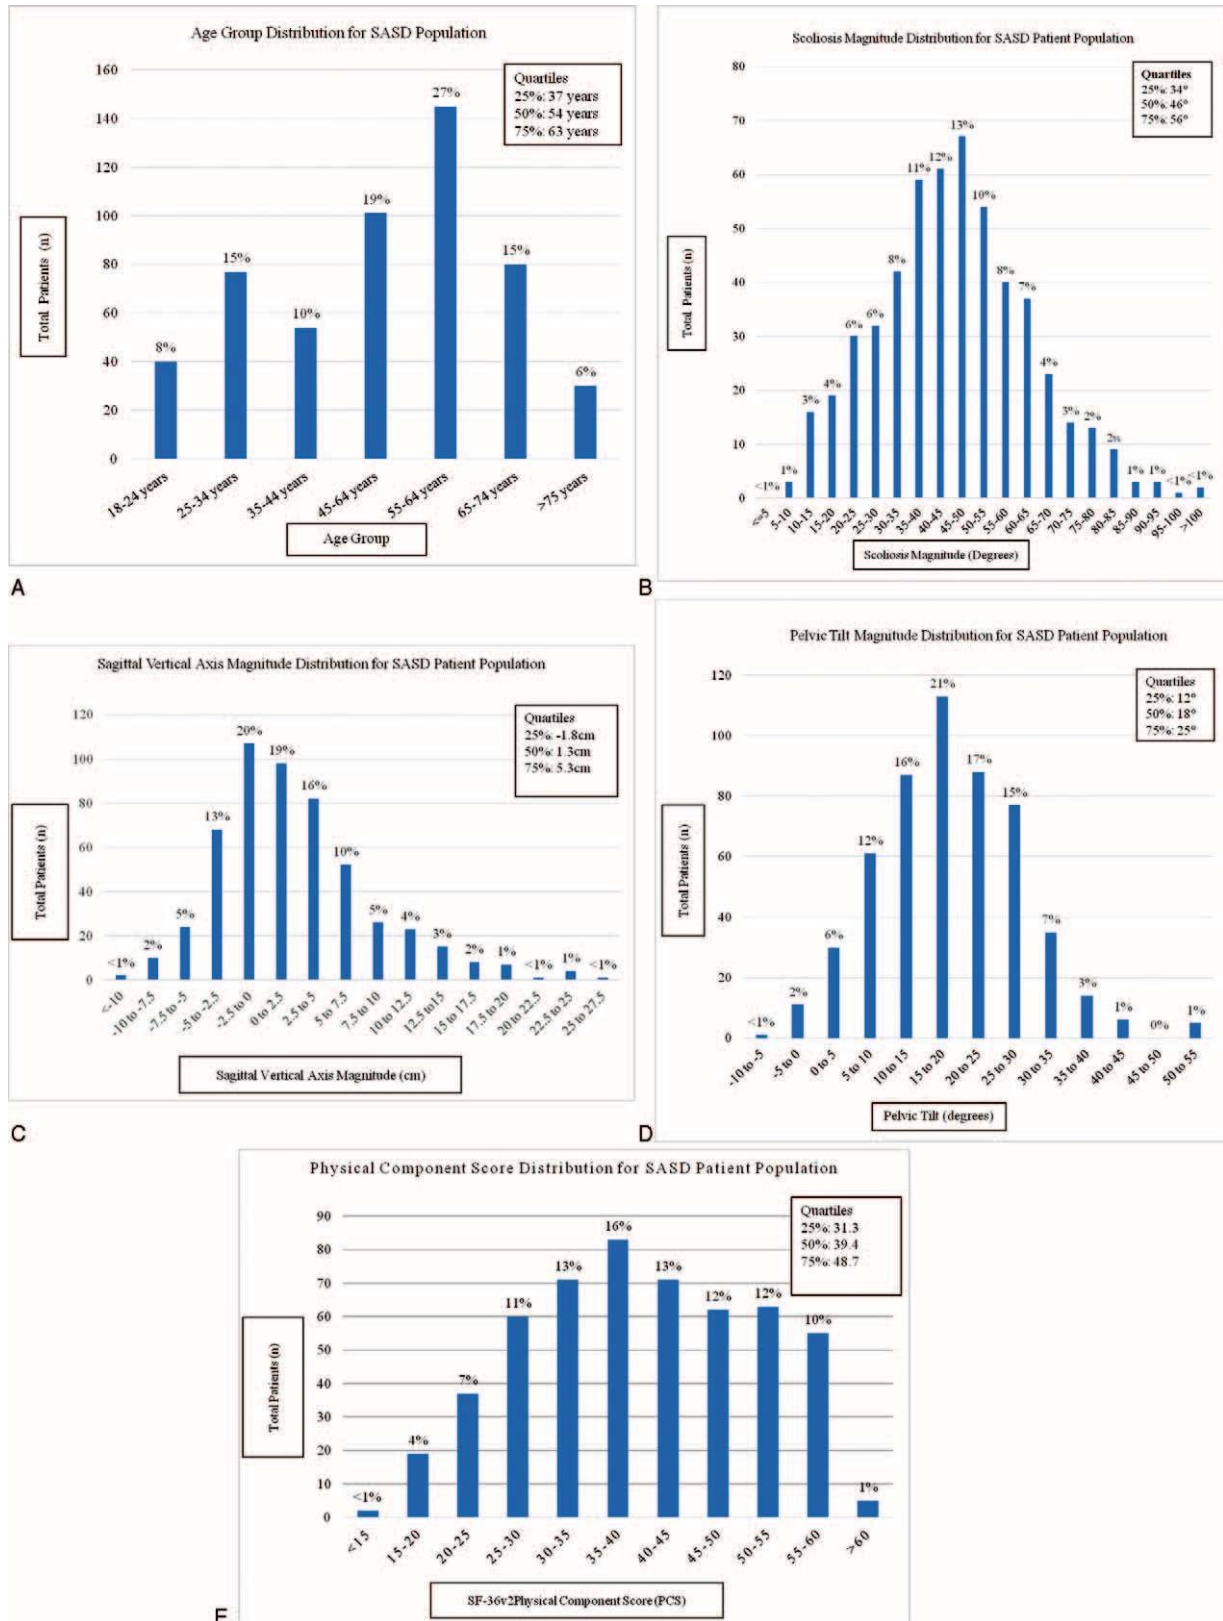 Age Group Distribution for SASD Population
Quartiles
25%: 37 years
50%: 54 years
75%: 63 years
Total Patients (n)
160
140
120
100
80
60
40
20
0
8%
15%
10%
19%
27%
15%
6%
18-24 years
25-34 years
35-44 years
45-64 years
55-64 years
65-74 years
>75 years
Age Group
A
Scoliosis Magnitude Distribution for SASD Patient Population
Quartiles
25%: 34°
50%: 46°
75%: 56°
Total Patients (n)
80
70
60
50
40
30
20
10
0
<1%
1%
3%
4%
6%
6%
8%
11%
12%
13%
10%
8%
7%
4%
3%
2%
2%
1%
1%
<1%
<1%
<=5
5-10
10-15
15-20
20-25
25-30
30-35
35-40
40-45
45-50
50-55
55-60
60-65
65-70
70-75
75-80
80-85
85-90
90-95
95-100
>100
Scoliosis Magnitude (Degrees)
B
Sagittal Vertical Axis Magnitude Distribution for SASD Patient Population
Quartiles
25%: -1.8cm
50%: 1.3cm
75%: 5.3cm
Total Patients (n)
120
100
80
60
40
20
0
<1%
2%
5%
13%
20%
19%
16%
10%
5%
4%
3%
2%
1%
<1%
1%
<1%
<-10
-10 to -7.5
-7.5 to -5
-5 to -2.5
-2.5 to 0
0 to 2.5
2.5 to 5
5 to 7.5
7.5 to 10
10 to 12.5
12.5 to 15
15 to 17.5
17.5 to 20
20 to 22.5
22.5 to 25
25 to 27.5
Sagittal Vertical Axis Magnitude (cm)
C
Pelvic Tilt Magnitude Distribution for SASD Patient Population
Quartiles
25%: 12°
50%: 18°
75%: 25°
Total Patients (n)
120
100
80
60
40
20
0
<1%
2%
6%
12%
16%
21%
17%
15%
7%
3%
1%
0%
1%
-10 to -5
-5 to 0
0 to 5
5 to 10
10 to 15
15 to 20
20 to 25
25 to 30
30 to 35
35 to 40
40 to 45
45 to 50
50 to 55
Pelvic Tilt (degrees)
D
Physical Component Score Distribution for SASD Patient Population
Quartiles
25%: 31.3
50%: 39.4
75%: 48.7
Total Patients (n)
90
80
70
60
50
40
30
20
10
0
<1%
4%
7%
11%
13%
16%
13%
12%
12%
10%
1%
<15
15-20
20-25
25-30
30-35
35-40
40-45
45-50
50-55
55-60
>60
SF-36v2Physical Component Score (PCS)